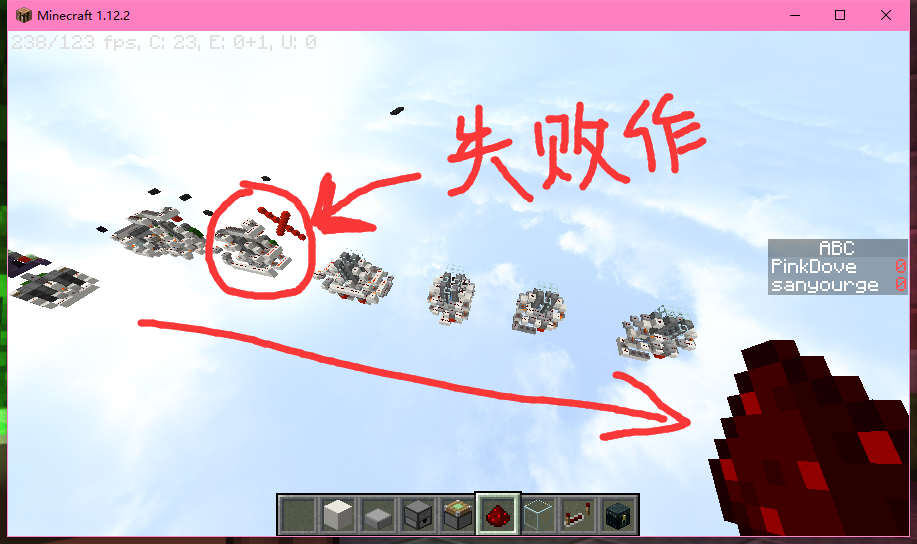 Minecraft 1.12.2
238/123 fps, C: 23, E: 0+1, U: 0
失败作
ABC
PinkDove 0
sanyourge 0